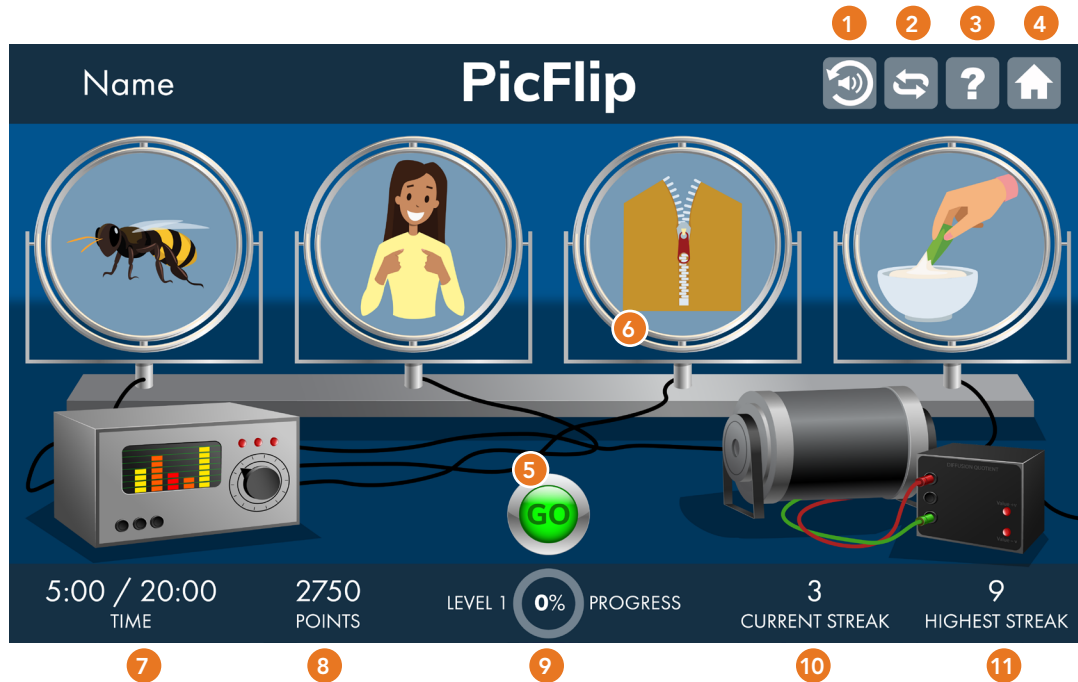 1 2 3 4
Name PicFlip ?
6
5
GO
5:00 / 20:00 2750 LEVEL 1 0% PROGRESS 3 9
TIME POINTS CURRENT STREAK HIGHEST STREAK
7 8 9 10 11